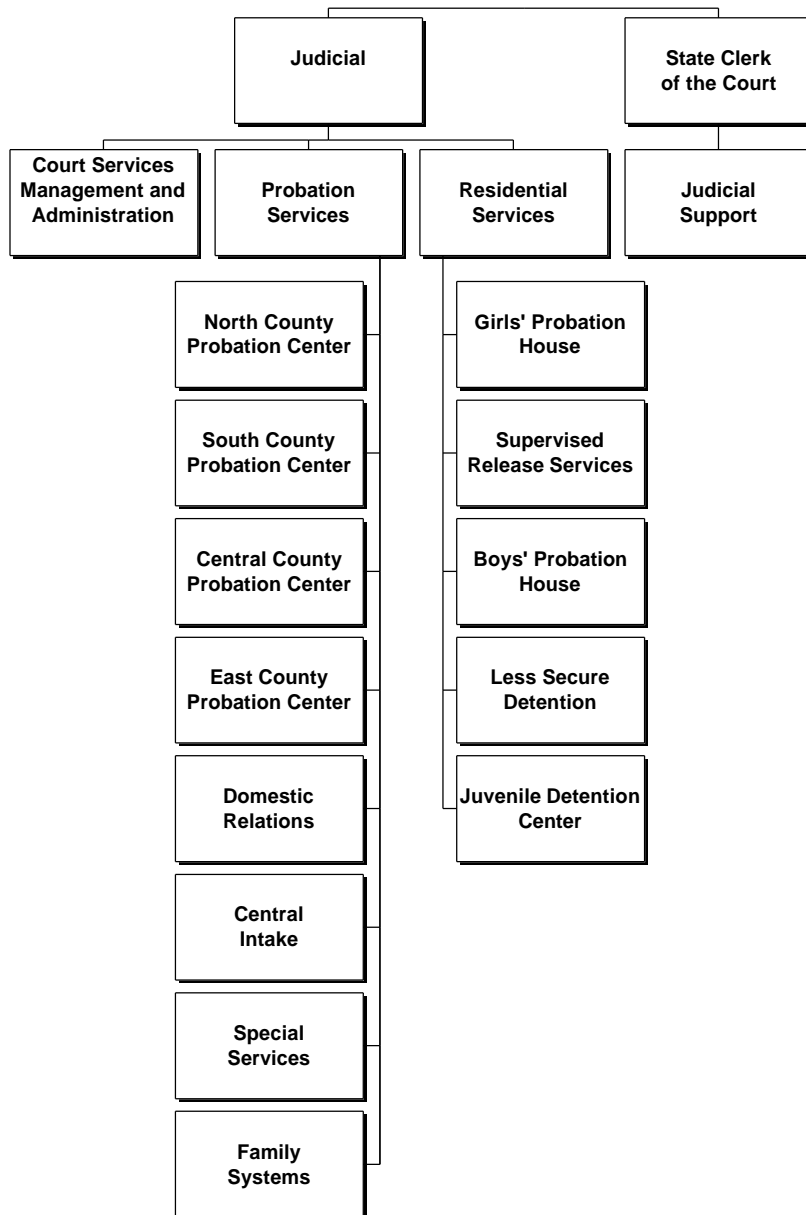 Judicial
State Clerk
of the Court
Court Services
Management and
Administration
Probation
Services
Residential
Services
Judicial
Support
North County
Probation Center
Girls' Probation
House
South County
Probation Center
Supervised
Release Services
Central County
Probation Center
Boys' Probation
House
East County
Probation Center
Less Secure
Detention
Domestic
Relations
Juvenile Detention
Center
Central
Intake
Special
Services
Family
Systems